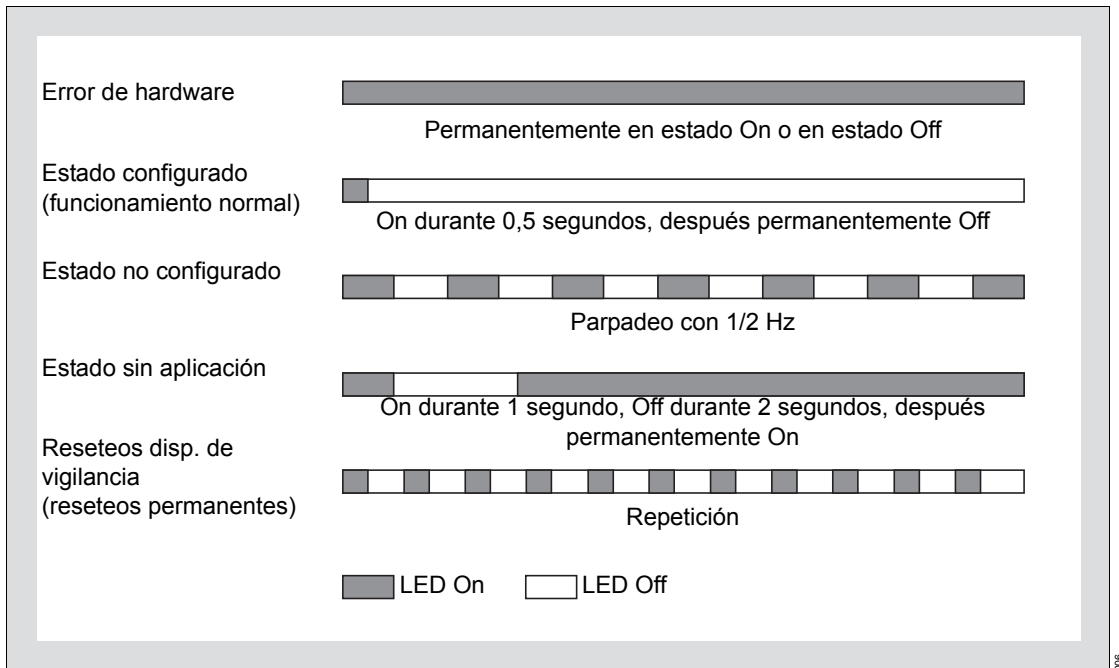 Error de hardware
Permanentemente en estado On o en estado Off
Estado configurado
(funcionamiento normal)
On durante 0,5 segundos, después permanentemente Off
Estado no configurado
Parpadeo con 1/2 Hz
Estado sin aplicación
On durante 1 segundo, Off durante 2 segundos, después
permanentemente On
Reseteos disp. de
vigilancia
(reseteos permanentes)
Repetición
LED On
LED Off